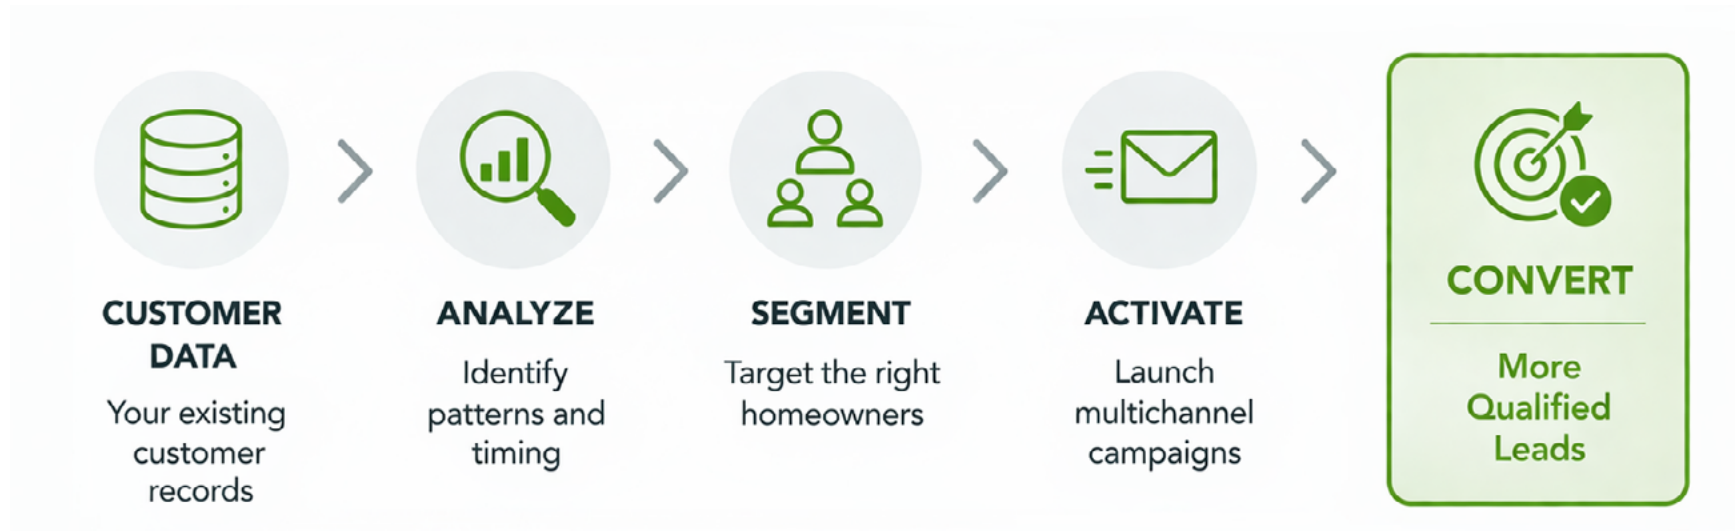 CUSTOMER
DATA
Your existing
customer
records
ANALYZE
Identify
patterns and
timing
SEGMENT
Target the right
homeowners
ACTIVATE
Launch
multichannel
campaigns
CONVERT
More
Qualified
Leads